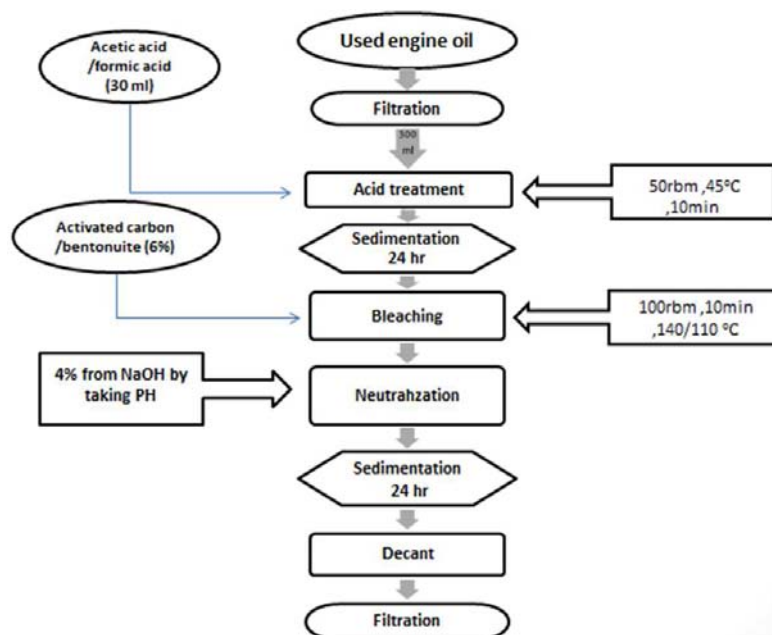 Used engine oil
Acetic acid
/formic acid
(30 ml)
Filtration
300
ml
Acid treatment
50rbm ,45°C
,10min
Activated carbon
/bentonuite (6%)
Sedimentation
24 hr
Bleaching
100rbm ,10min
,140/110 °C
4% from NaOH by
taking PH
Neutrahzation
Sedimentation
24 hr
Decant
Filtration